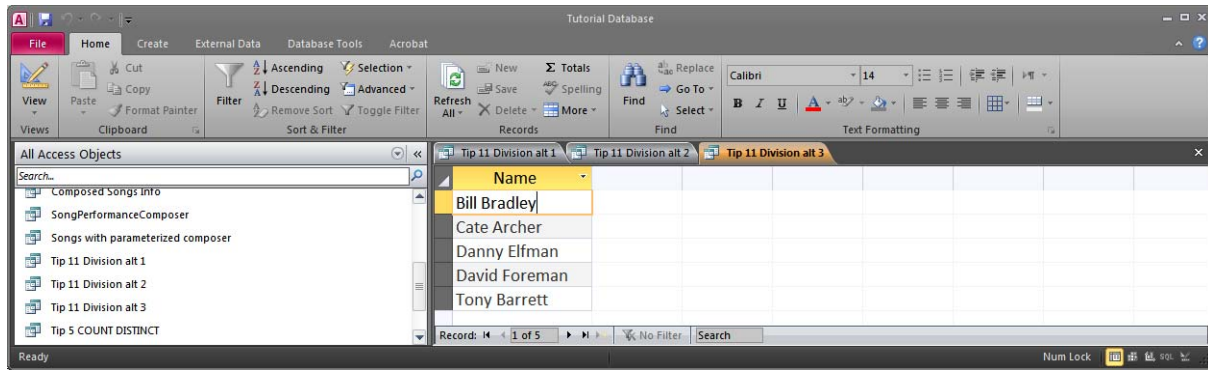 Tutorial Database
File Home Create External Data Database Tools Acrobat
View
Views
Paste
Cut
Copy
Format Painter
Clipboard
Filter
Ascending
Descending
Remove Sort
Selection
Advanced
Toggle Filter
Sort & Filter
Refresh
All
New
Save
Delete
Totals
Spelling
More
Records
Find
Replace
Go To
Select
Find
Calibri 14
B I U A ab
Text Formatting
All Access Objects
Search...
Composed Songs Info
SongPerformanceComposer
Songs with parameterized composer
Tip 11 Division alt 1
Tip 11 Division alt 2
Tip 11 Division alt 3
Tip 5 COUNT DISTINCT
Tip 11 Division alt 1 Tip 11 Division alt 2 Tip 11 Division alt 3
Name
Bill Bradley
Cate Archer
Danny Elfman
David Foreman
Tony Barrett
Record: 1 of 5 No Filter Search
Ready Num Lock SQL